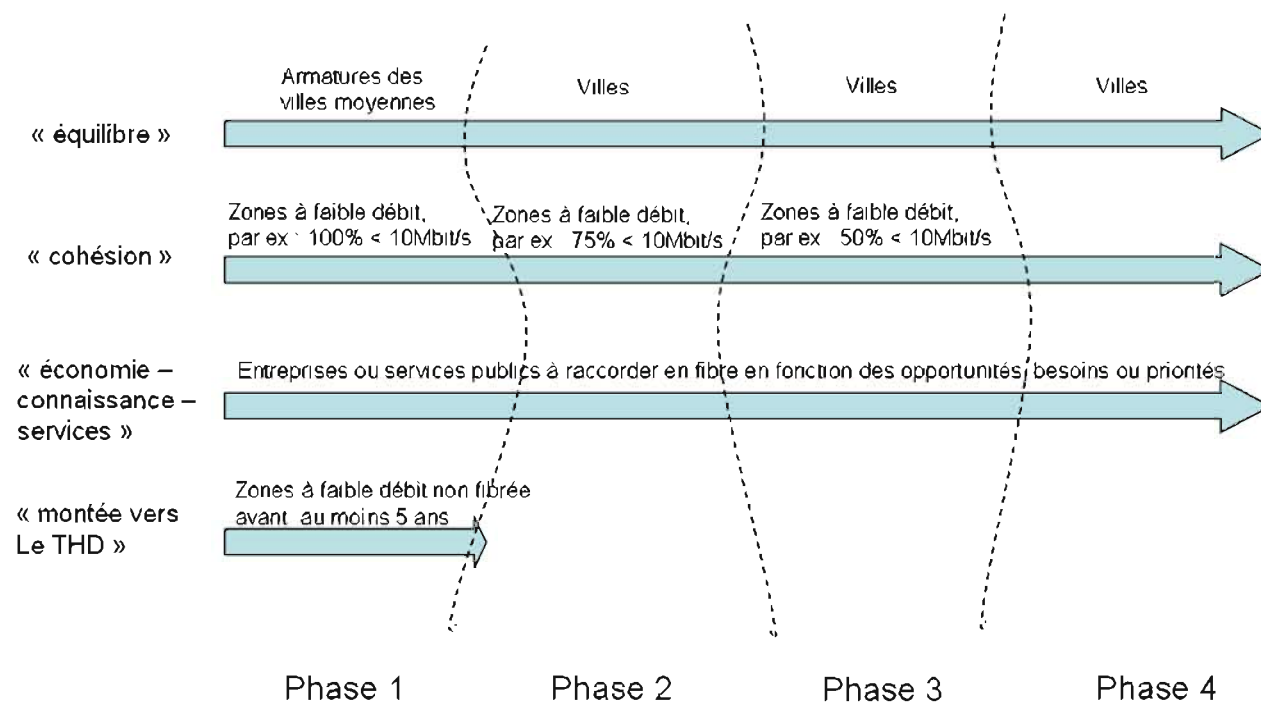 Armatures des
villes moyennes
Villes
Villes
Villes
« équilibre »
Zones à faible débit,
par ex : 100% < 10Mbit/s
Zones à faible débit,
par ex 75% < 10Mbit/s
Zones à faible débit,
par ex 50% < 10Mbit/s
« cohésion »
« économie –
connaissance –
services »
Entreprises ou services publics à raccorder en fibre en fonction des opportunités, besoins ou priorités
Zones à faible débit non fibrée
avant au moins 5 ans
« montée vers
Le THD »
Phase 1
Phase 2
Phase 3
Phase 4